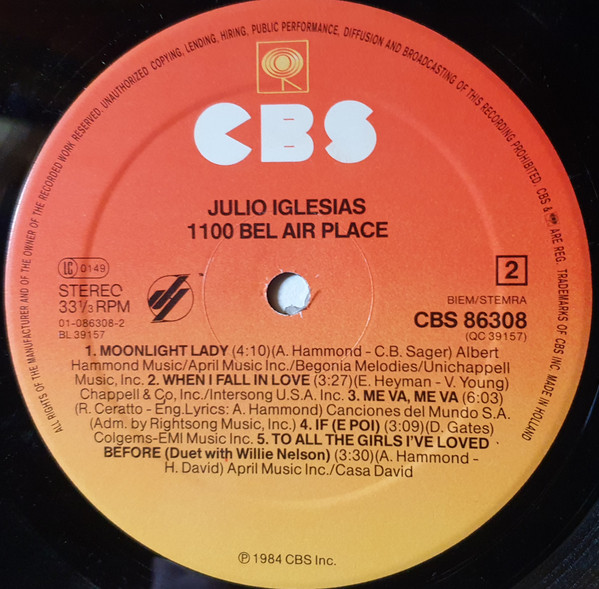 ALL RIGHTS OF THE MANUFACTURER AND OF THE OWNER OF THE RECORDED WORK RESERVED. UNAUTHORIZED COPYING, LENDING, HIRING, PUBLIC PERFORMANCE, DIFFUSION AND BROADCASTING OF THIS RECORDING PROHIBITED. CBS & ARE REG. TRADEMARKS OF CBS INC. MADE IN HOLLAND
CBS
JULIO IGLESIAS
1100 BEL AIR PLACE
LC 0149
STEREO
33 1/3 RPM
01-086308-2
BL 39157
2
BIEM/STEMRA
CBS 86308
(QC 39157)
1. MOONLIGHT LADY (4:10)(A. Hammond - C.B. Sager) Albert
Hammond Music/April Music Inc./Begonia Melodies/Unichappell
Music, Inc. 2. WHEN I FALL IN LOVE (3:27)(E. Heyman - V. Young)
Chappell & Co, Inc./Intersong U.S.A. Inc. 3. ME VA, ME VA (6:03)
(R. Ceratto - Eng.Lyrics: A. Hammond) Canciones del Mundo S.A.
(Adm. by Rightsong Music, Inc.) 4. IF (E POI) (3:09)(D. Gates)
Colgems-EMI Music Inc. 5. TO ALL THE GIRLS I'VE LOVED
BEFORE (Duet with Willie Nelson) (3:30)(A. Hammond -
H. David) April Music Inc./Casa David
Ⓟ 1984 CBS Inc.